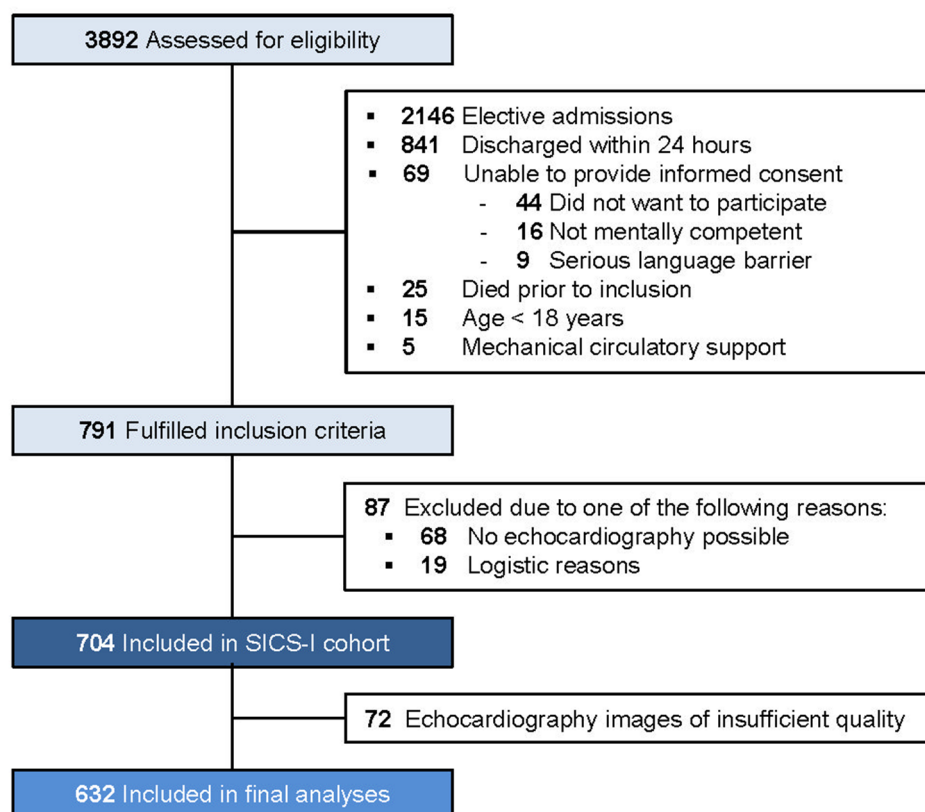 3892 Assessed for eligibility
▪ 2146 Elective admissions
▪ 841 Discharged within 24 hours
▪ 69 Unable to provide informed consent
- 44 Did not want to participate
- 16 Not mentally competent
- 9 Serious language barrier
▪ 25 Died prior to inclusion
▪ 15 Age < 18 years
▪ 5 Mechanical circulatory support
791 Fulfilled inclusion criteria
87 Excluded due to one of the following reasons:
▪ 68 No echocardiography possible
▪ 19 Logistic reasons
704 Included in SICS-I cohort
72 Echocardiography images of insufficient quality
632 Included in final analyses